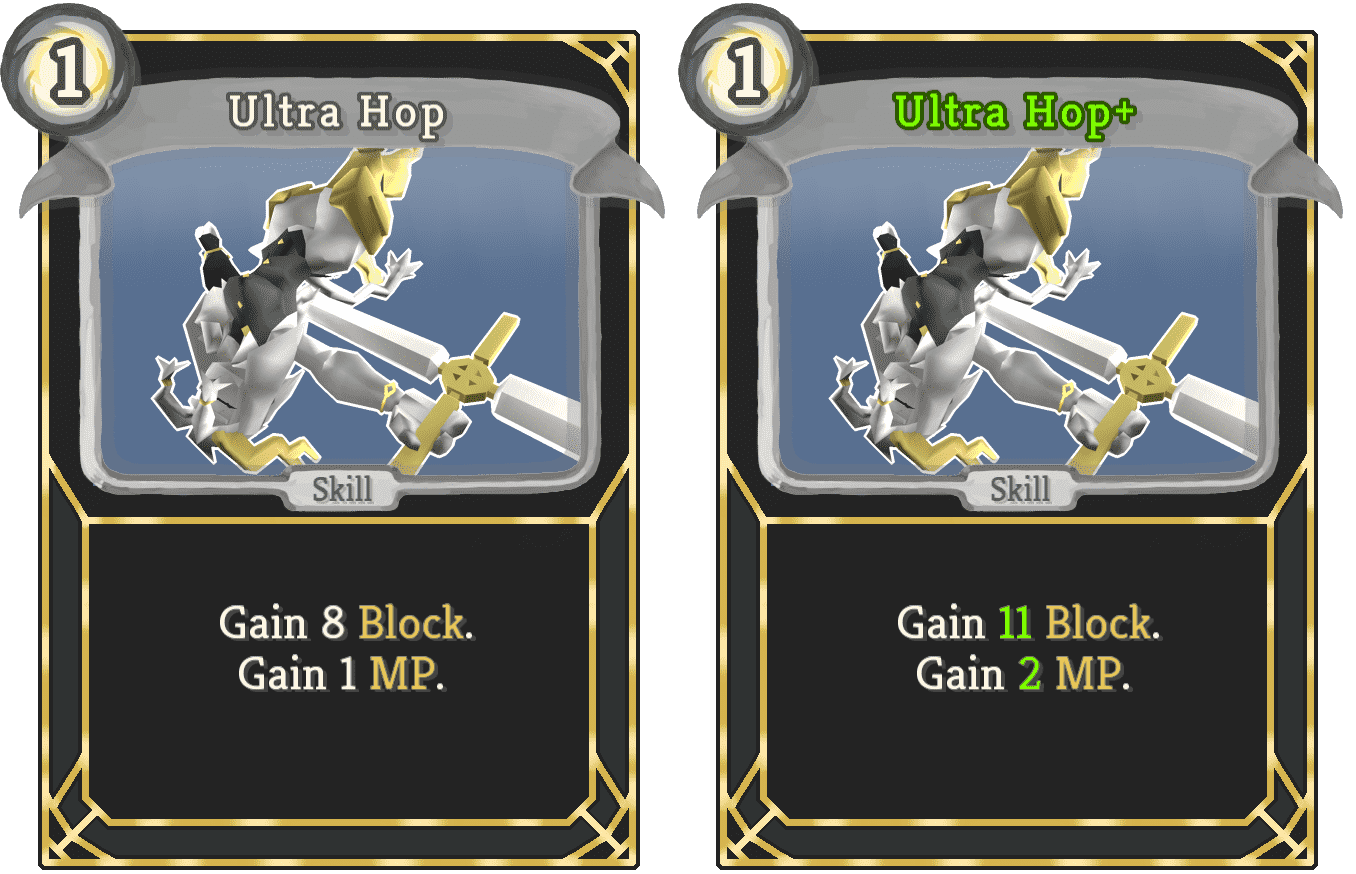 1
Ultra Hop
Skill
Gain 8 Block.
Gain 1 MP.
1
Ultra Hop+
Skill
Gain 11 Block.
Gain 2 MP.